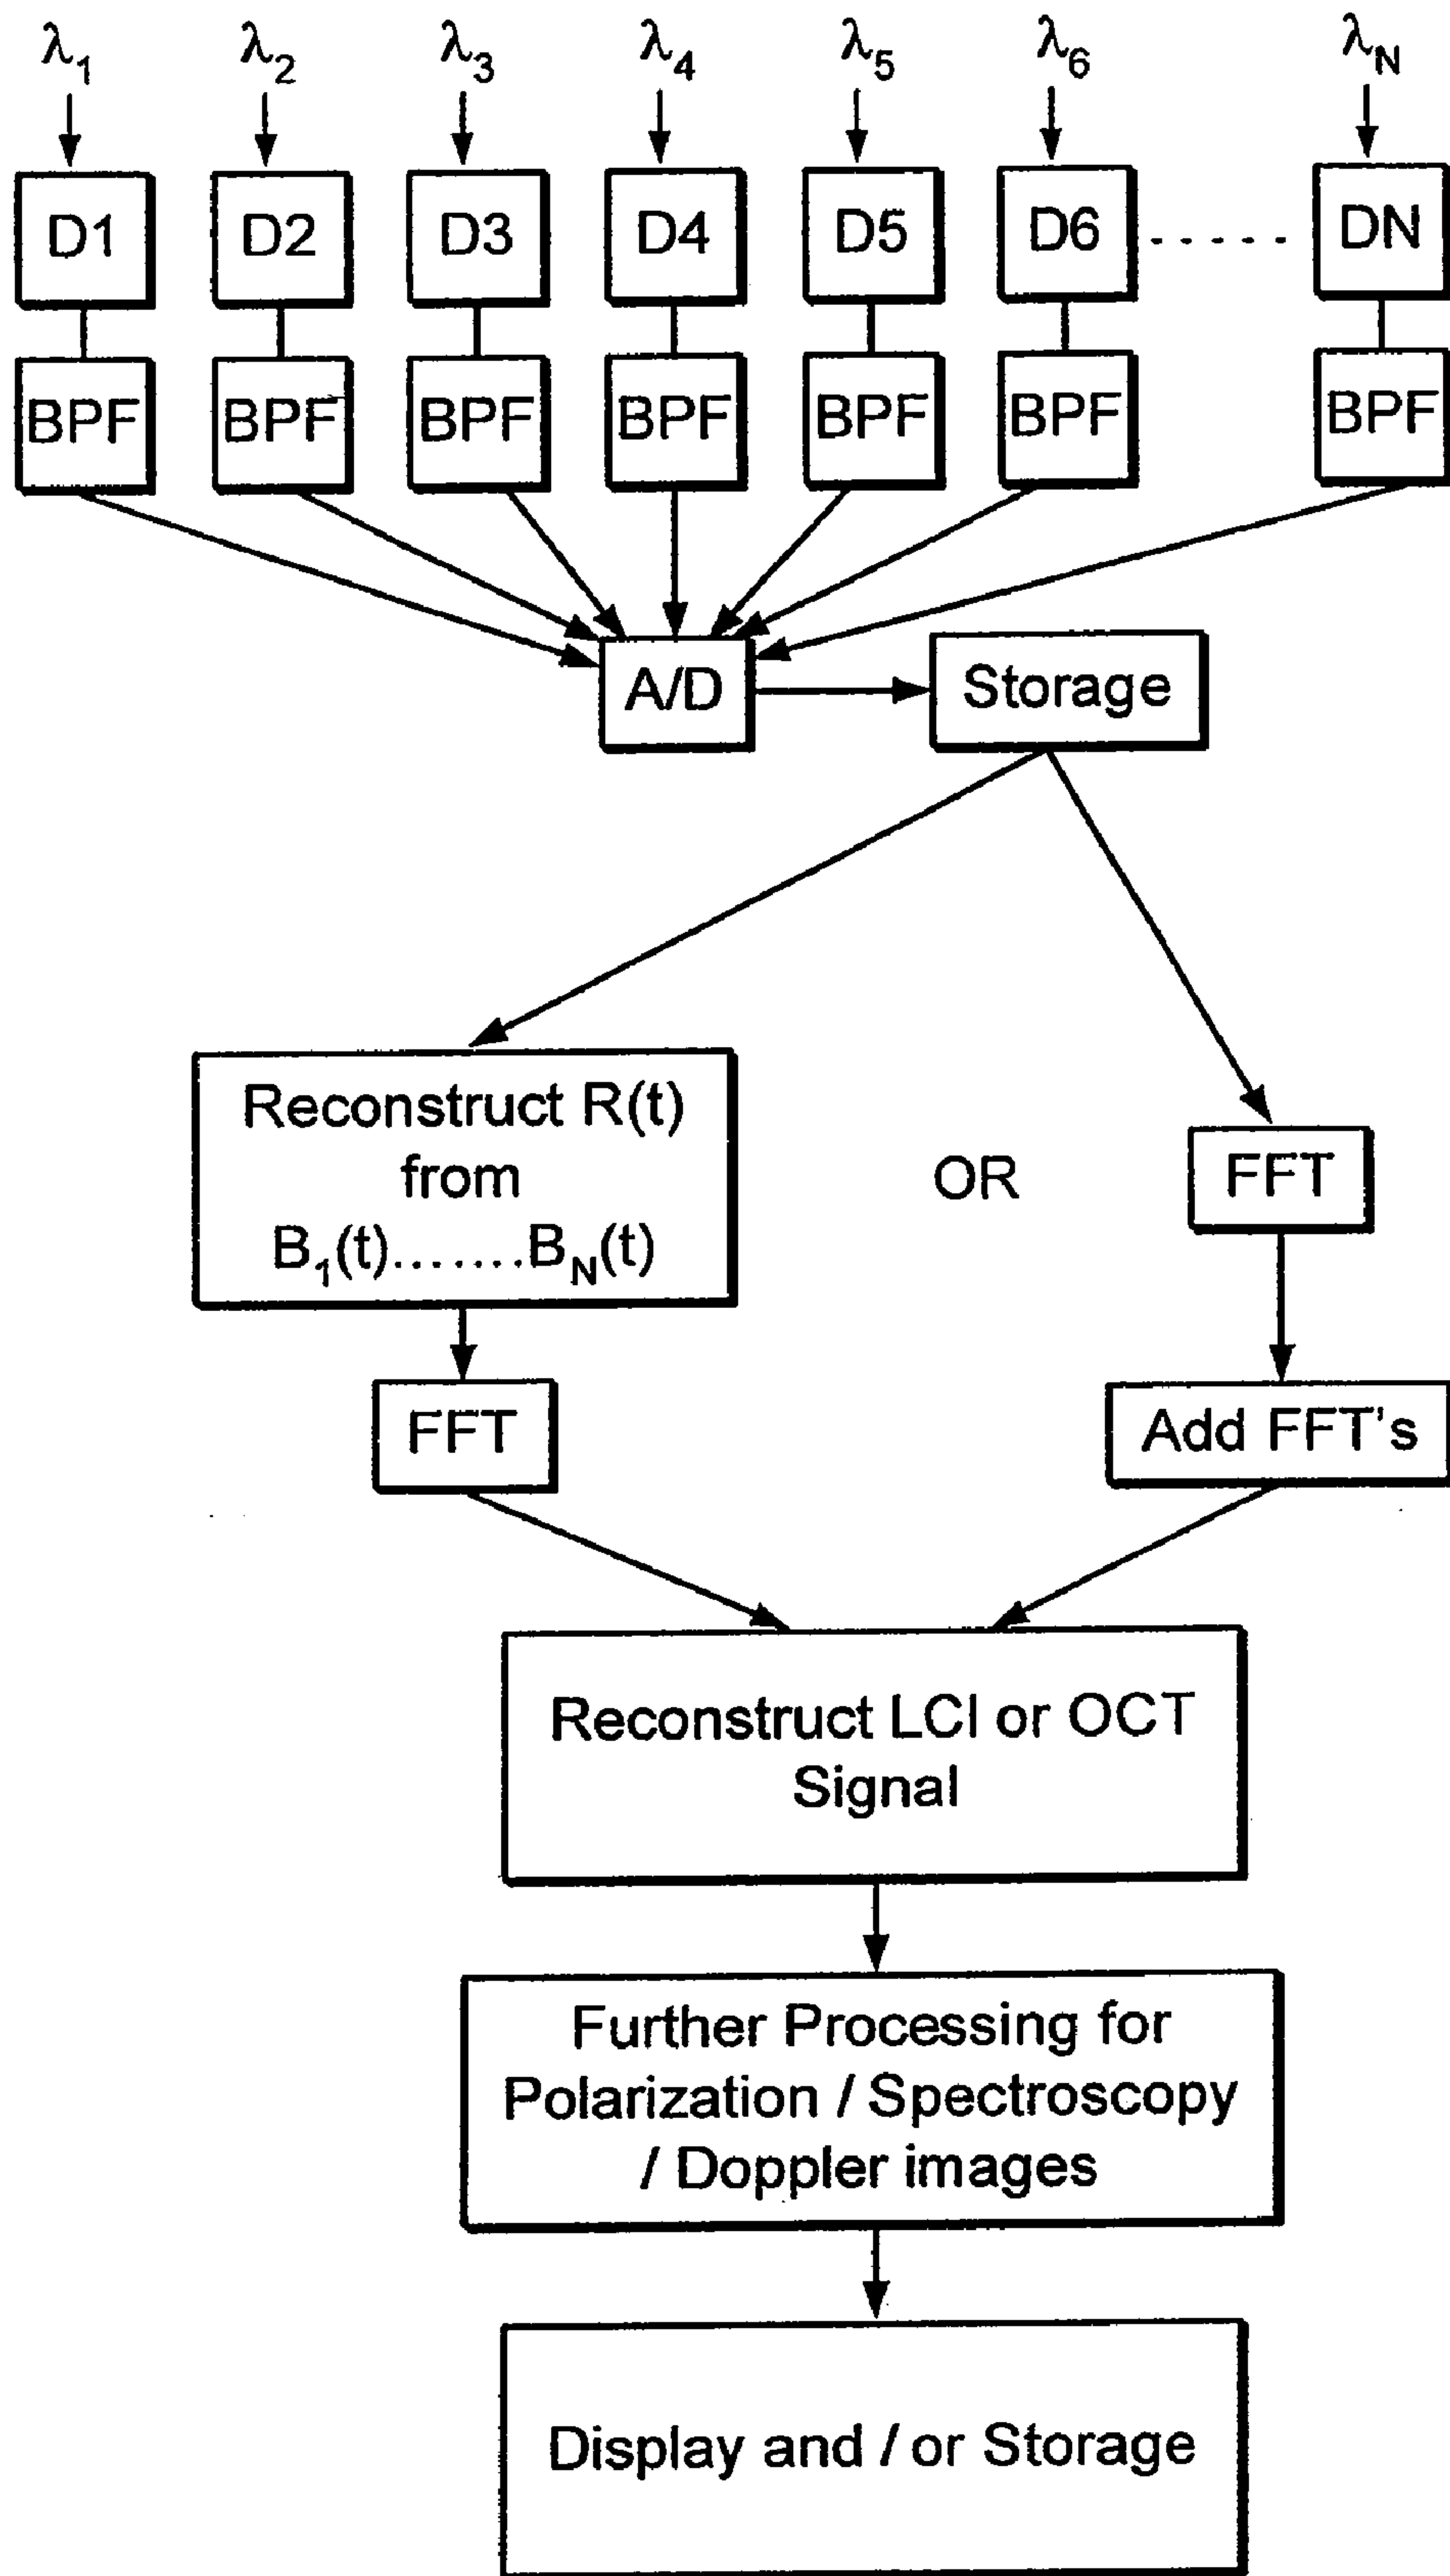 λ1 λ2 λ3 λ4 λ5 λ6 λN
D1 D2 D3 D4 D5 D6 ...... DN
BPF BPF BPF BPF BPF BPF BPF
A/D Storage
Reconstruct R(t)
from
B1(t).......BN(t)
OR
FFT
FFT
Add FFT's
Reconstruct LCI or OCT
Signal
Further Processing for
Polarization / Spectroscopy
/ Doppler images
Display and / or Storage